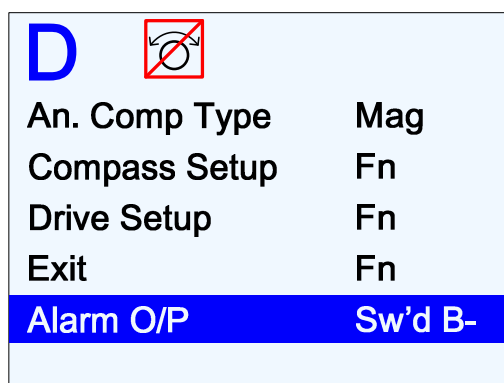 D
An. Comp Type Mag
Compass Setup Fn
Drive Setup Fn
Exit Fn
Alarm O/P Sw’d B-